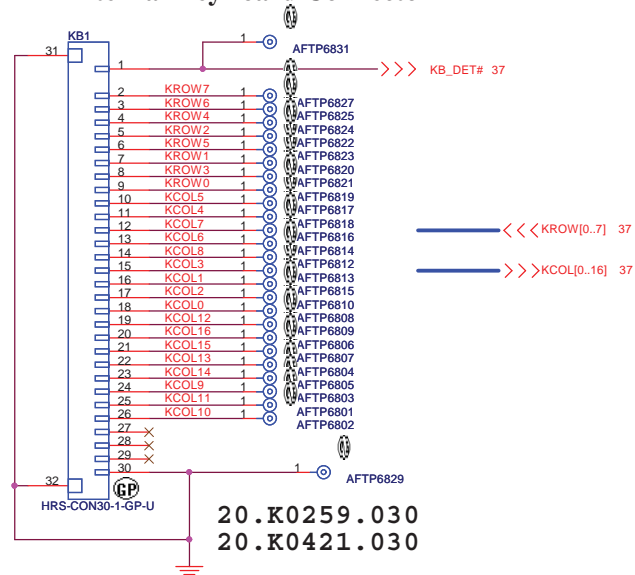 KB1
31
1 1 AFTP6831
KB_DET# 37
2 KROW7 1 AFTP6827
3 KROW6 1 AFTP6825
4 KROW4 1 AFTP6824
5 KROW2 1 AFTP6822
6 KROW5 1 AFTP6823
7 KROW1 1 AFTP6820
8 KROW3 1 AFTP6821
9 KROW0 1 AFTP6819
10 KCOL5 1 AFTP6817
11 KCOL4 1 AFTP6818
12 KCOL7 1 AFTP6816
KROW[0..7] 37
13 KCOL6 1 AFTP6814
14 KCOL8 1 AFTP6812
15 KCOL3 1 AFTP6813
KCOL[0..16] 37
16 KCOL1 1 AFTP6815
17 KCOL2 1 AFTP6810
18 KCOL0 1 AFTP6808
19 KCOL12 1 AFTP6809
20 KCOL16 1 AFTP6806
21 KCOL15 1 AFTP6807
22 KCOL13 1 AFTP6804
23 KCOL14 1 AFTP6805
24 KCOL9 1 AFTP6803
25 KCOL11 1 AFTP6801
26 KCOL10 1 AFTP6802
27
28
29
30 1 AFTP6829
32
GP
HRS-CON30-1-GP-U
20.K0259.030
20.K0421.030